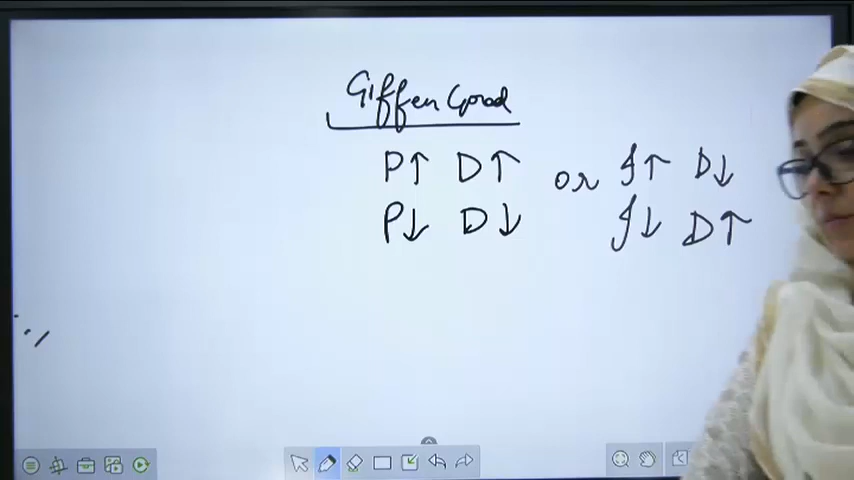 Giffen Good
P↑ D↑ or I↑ D↓
P↓ D↓ I↓ D↑